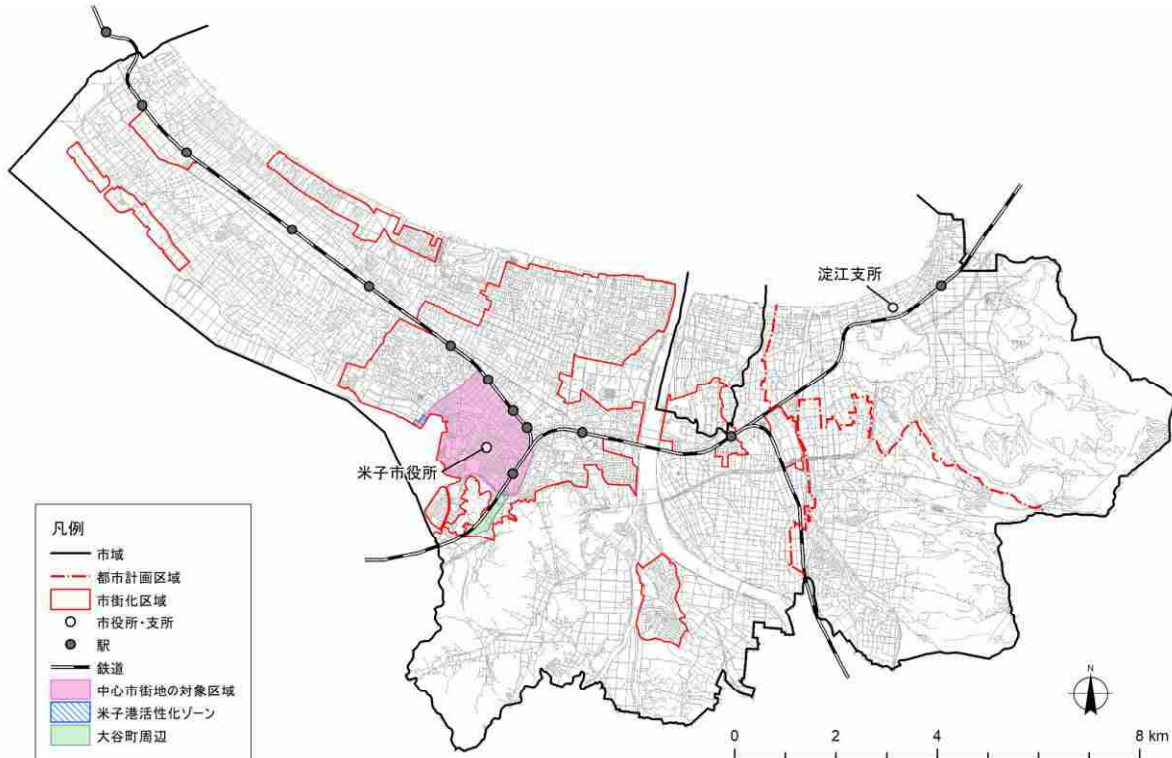 淀江支所
米子市役所
凡例
市域
都市計画区域
市街化区域
市役所・支所
駅
鉄道
中心市街地の対象区域
米子港活性化ゾーン
大谷町周辺
N
0 2 4 8 km